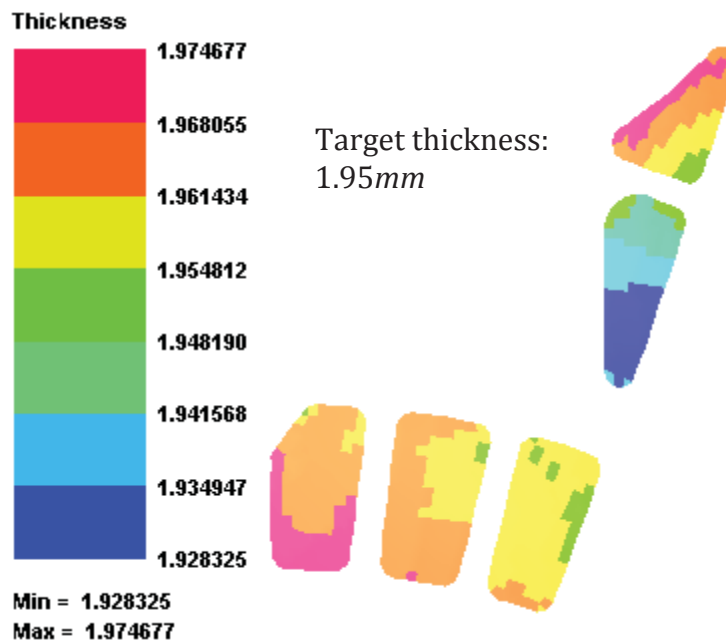 Thickness
1.974677
1.968055
1.961434
1.954812
1.948190
1.941568
1.934947
1.928325
Min = 1.928325
Max = 1.974677
Target thickness:
1.95mm